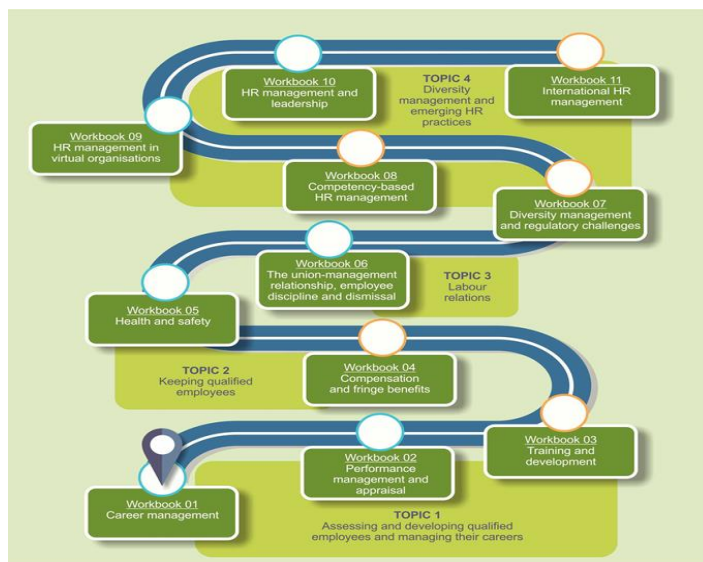 Workbook 10
HR management and
leadership
TOPIC 4
Diversity management and
emerging HR
practices
Workbook 11
International HR
management
Workbook 09
HR management in
virtual organisations
Workbook 08
Competency-based
HR management
Workbook 07
Diversity management
and regulatory challenges
Workbook 06
The union-management
relationship, employee
discipline and dismissal
TOPIC 3
Labour
relations
Workbook 05
Health and safety
TOPIC 2
Keeping qualified
employees
Workbook 04
Compensation
and fringe benefits
Workbook 03
Training and
development
Workbook 02
Performance
management and
appraisal
Workbook 01
Career management
TOPIC 1
Assessing and developing qualified
employees and managing their careers